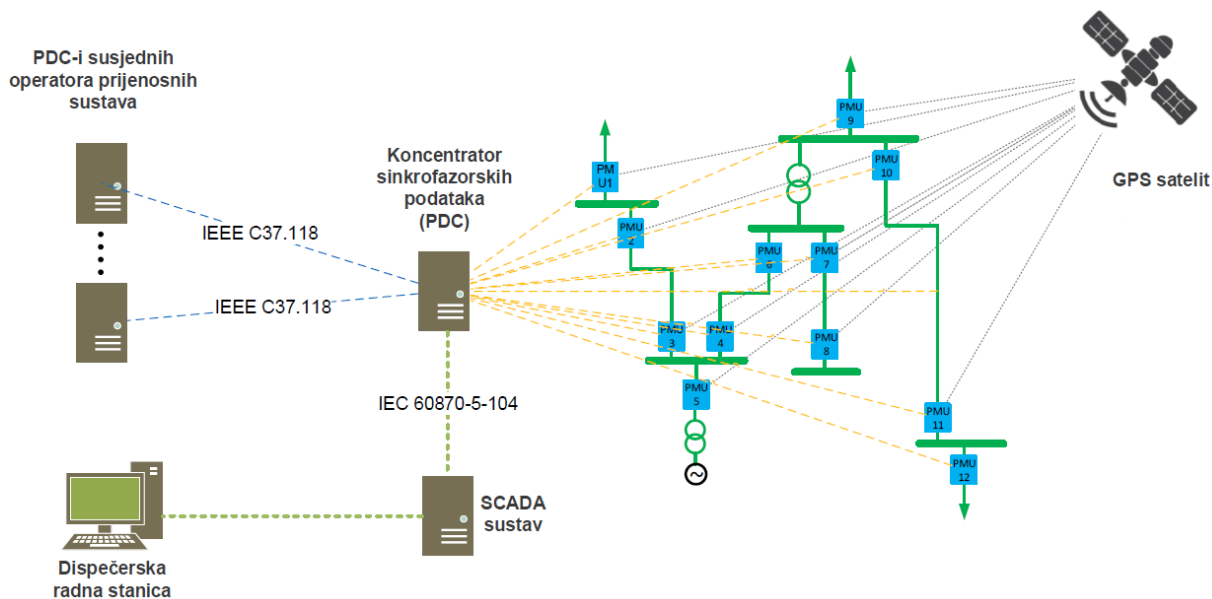 PDC-i susjednih
operatora prijenosnih
sustava
IEEE C37.118
IEEE C37.118
Koncentrator
sinkrofazorskih
podataka
(PDC)
IEC 60870-5-104
SCADA
sustav
Dispečerska
radna stanica
PM
U1
PMU
2
PMU
3
PMU
4
PMU
5
PMU
6
PMU
7
PMU
8
PMU
9
PMU
10
PMU
11
PMU
12
GPS satelit